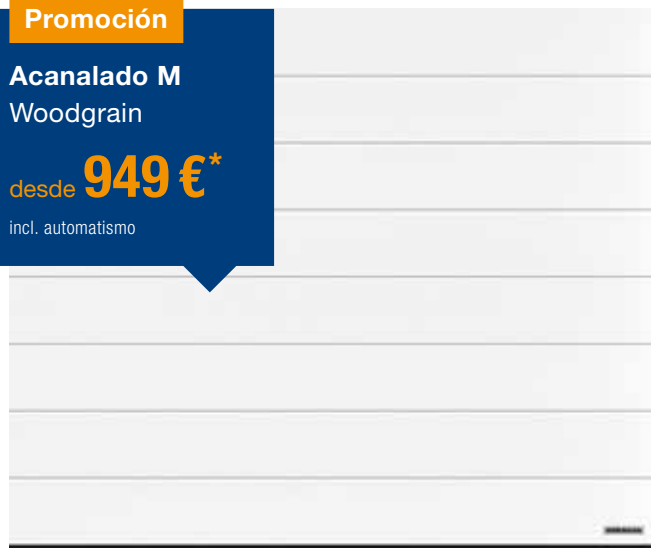 Promoción
Acanalado M
Woodgrain
desde 949 €*
incl. automatismo